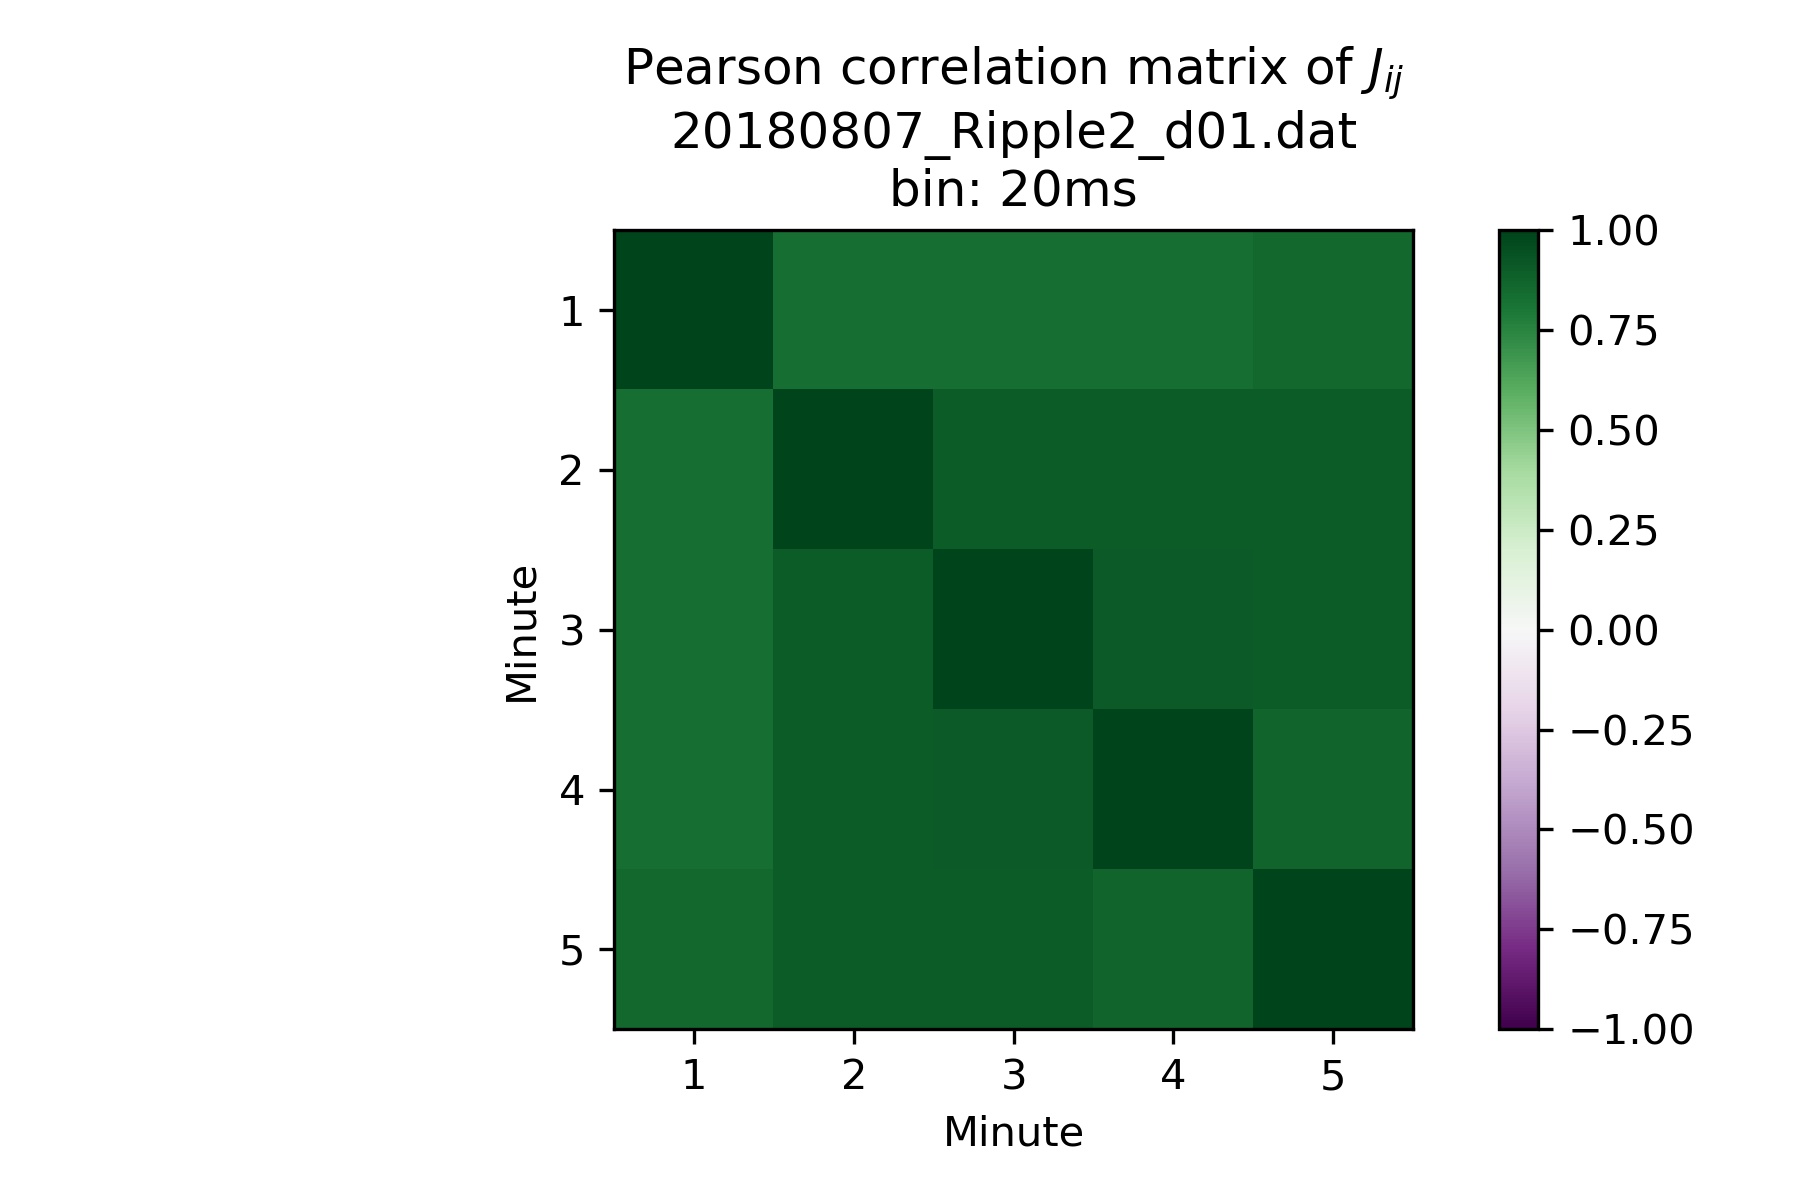 Pearson correlation matrix of J_ij
20180807_Ripple2_d01.dat
bin: 20ms
1
2
3
4
5
Minute
1 2 3 4 5
Minute
1.00
0.75
0.50
0.25
0.00
−0.25
−0.50
−0.75
−1.00